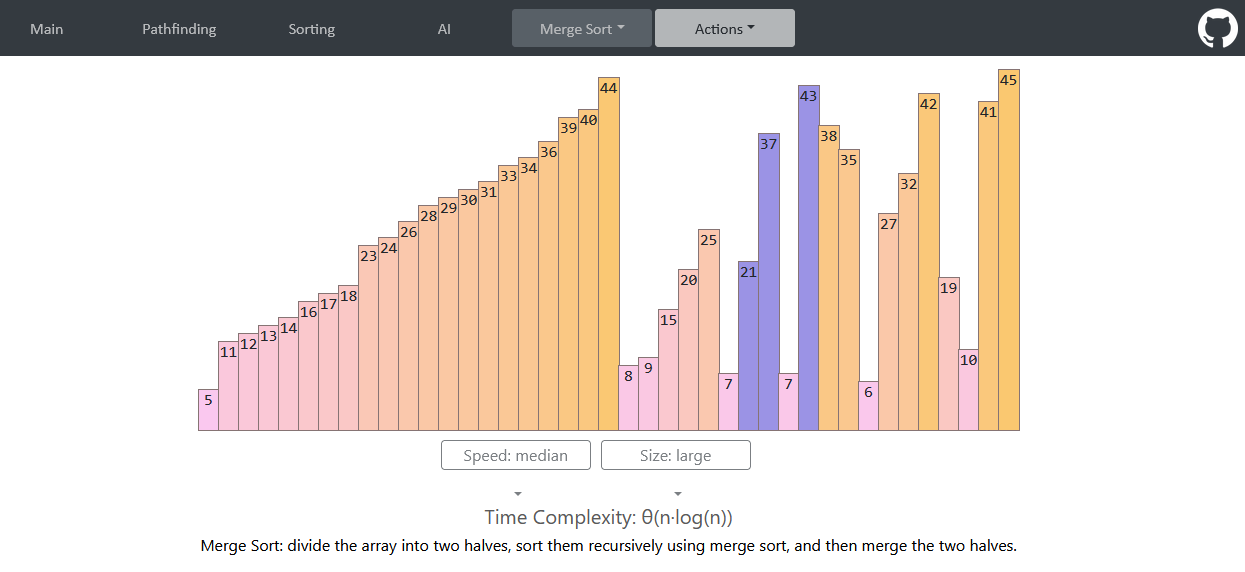 Main Pathfinding Sorting AI Merge Sort Actions
5 11 12 13 14 16 17 18 23 24 26 28 29 30 31 33 34 36 39 40 44 8 9 15 20 25 7 21 37 7 43 38 35 6 27 32 42 19 10 41 45
Speed: median Size: large
Time Complexity: θ(n·log(n))
Merge Sort: divide the array into two halves, sort them recursively using merge sort, and then merge the two halves.